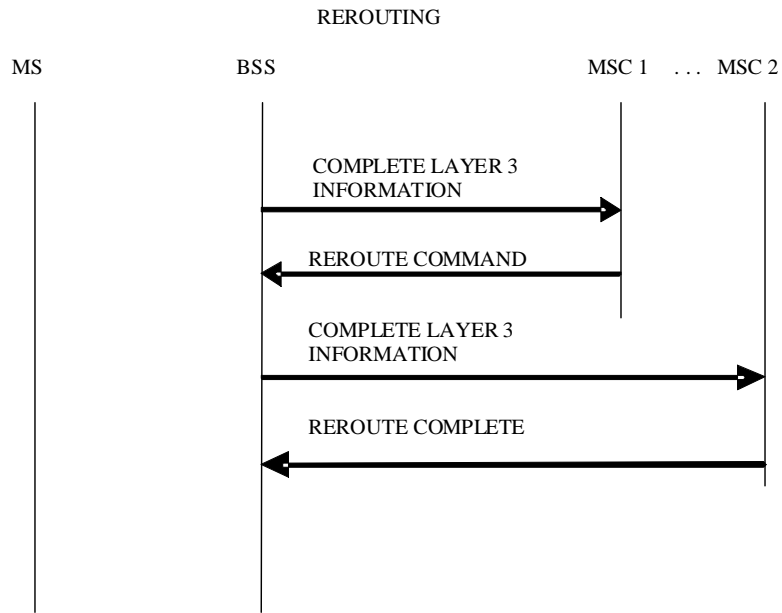 REROUTING
MS BSS MSC 1 . . . MSC 2
COMPLETE LAYER 3
INFORMATION
REROUTE COMMAND
COMPLETE LAYER 3
INFORMATION
REROUTE COMPLETE